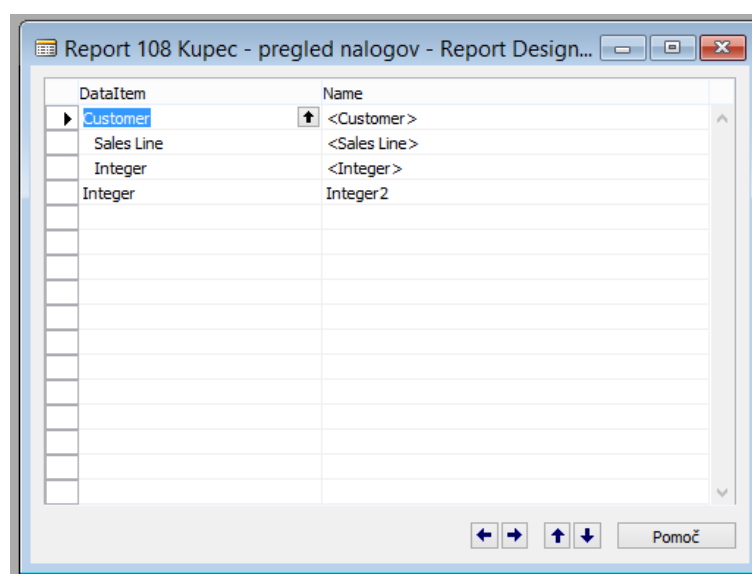 Report 108 Kupec - pregled nalogov - Report Design...
DataItem Name
Customer <Customer>
Sales Line <Sales Line>
Integer <Integer>
Integer Integer2
Pomoč